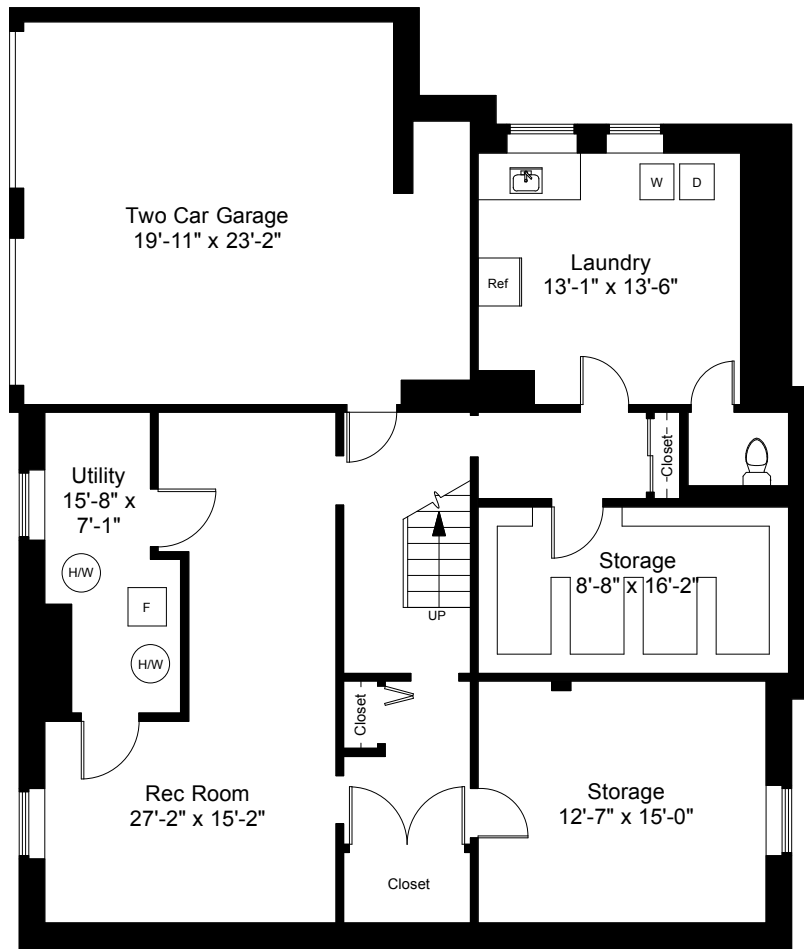 Two Car Garage
19'-11" x 23'-2"
W
D
Laundry
13'-1" x 13'-6"
Ref
Closet
Utility
15'-8" x
7'-1"
H/W
F
H/W
UP
Storage
8'-8" x 16'-2"
Closet
Rec Room
27'-2" x 15'-2"
Storage
12'-7" x 15'-0"
Closet